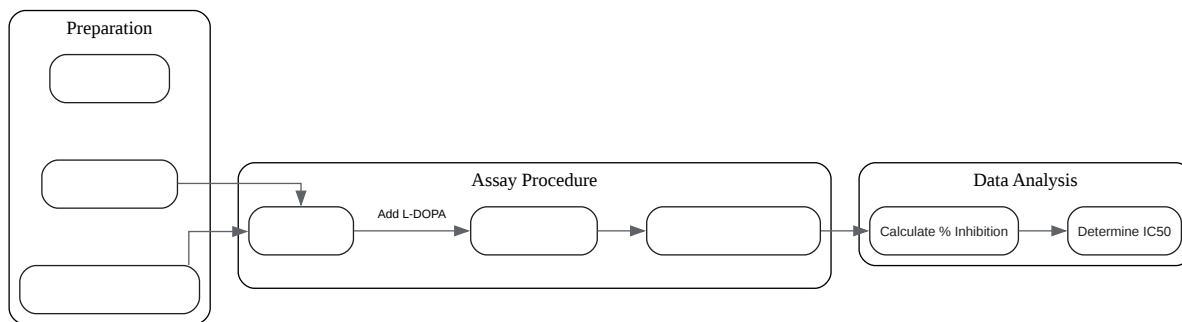 Preparation
Assay Procedure
Data Analysis
Add L-DOPA
Calculate % Inhibition
Determine IC50